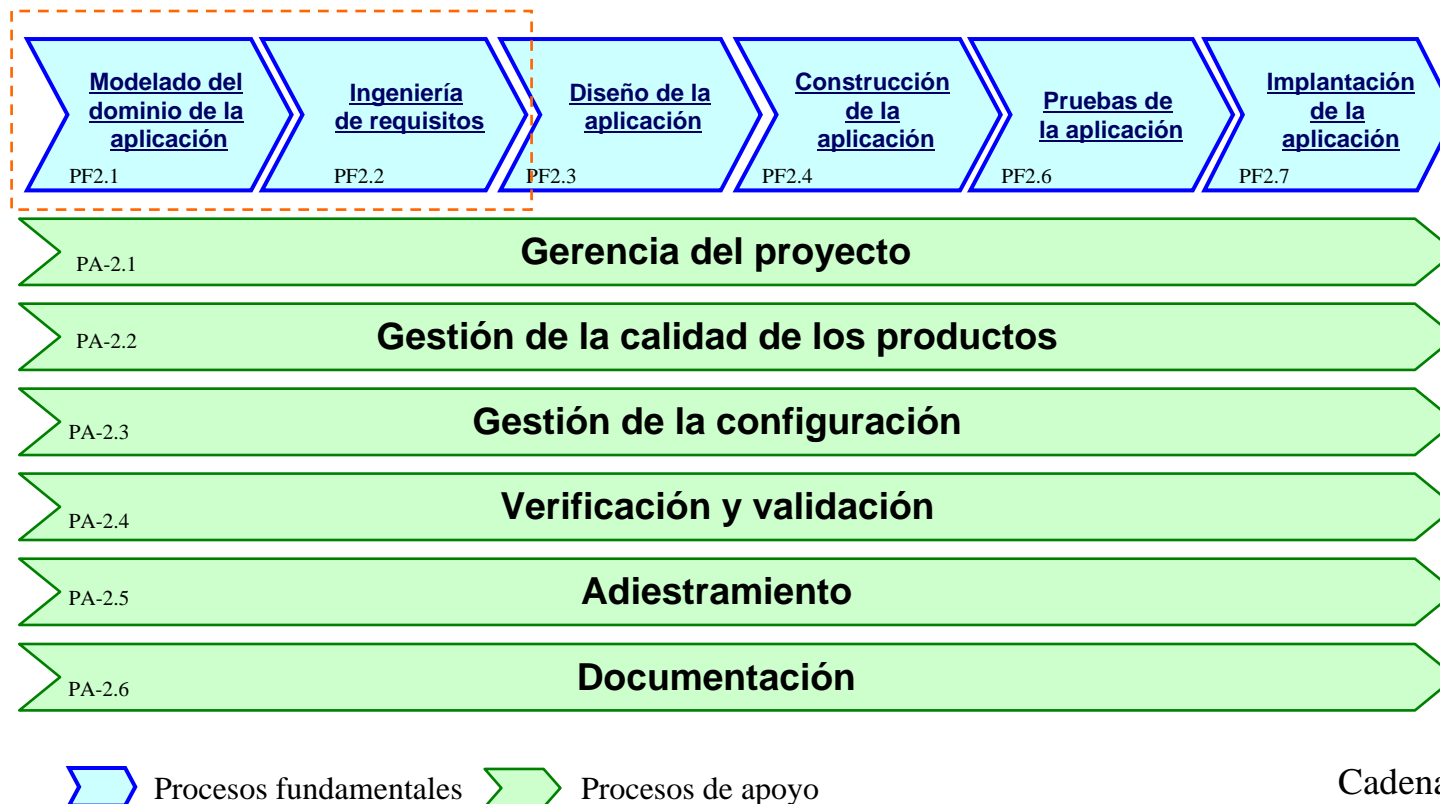 Modelado del
dominio de la
aplicación
PF2.1
Ingeniería
de requisitos
PF2.2
Diseño de la
aplicación
PF2.3
Construcción
de la
aplicación
PF2.4
Pruebas de
la aplicación
PF2.6
Implantación
de la
aplicación
PF2.7
PA-2.1 Gerencia del proyecto
PA-2.2 Gestión de la calidad de los productos
PA-2.3 Gestión de la configuración
PA-2.4 Verificación y validación
PA-2.5 Adiestramiento
PA-2.6 Documentación
Procesos fundamentales Procesos de apoyo
Cadena